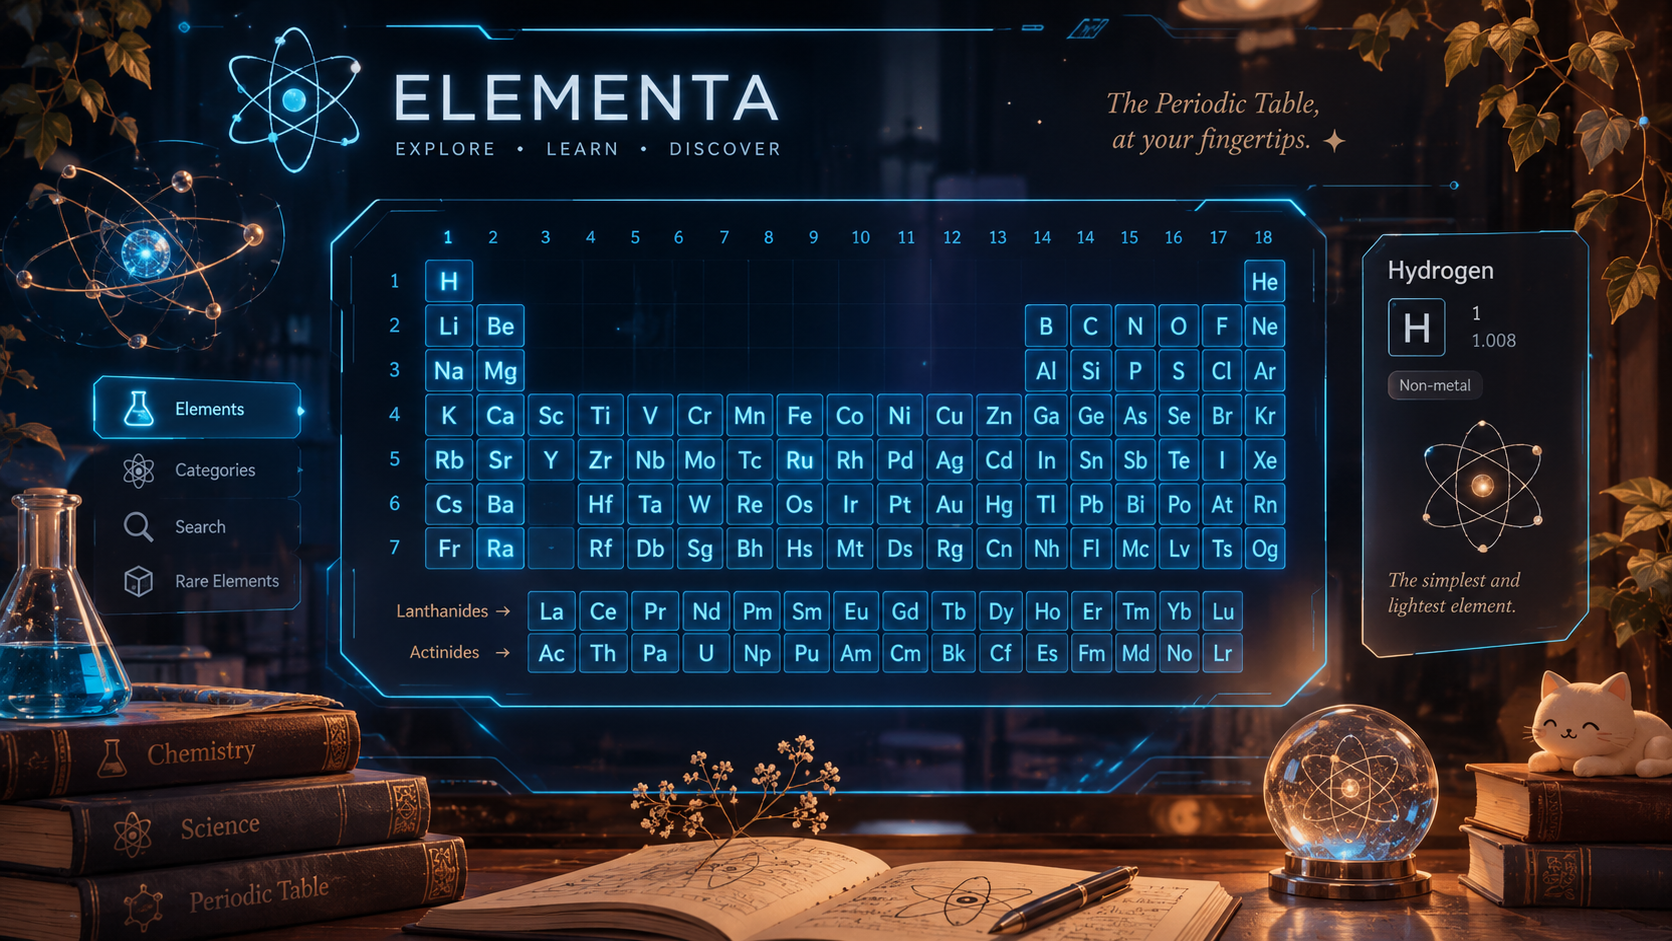 ELEMENTA
EXPLORE • LEARN • DISCOVER
The Periodic Table,
at your fingertips.
1 2 3 4 5 6 7 8 9 10 11 12 13 14 14 15 16 17 18
1 H He
2 Li Be B C N O F Ne
3 Na Mg Al Si P S Cl Ar
4 K Ca Sc Ti V Cr Mn Fe Co Ni Cu Zn Ga Ge As Se Br Kr
5 Rb Sr Y Zr Nb Mo Tc Ru Rh Pd Ag Cd In Sn Sb Te I Xe
6 Cs Ba Hf Ta W Re Os Ir Pt Au Hg Tl Pb Bi Po At Rn
7 Fr Ra - Rf Db Sg Bh Hs Mt Ds Rg Cn Nh Fl Mc Lv Ts Og
Lanthanides → La Ce Pr Nd Pm Sm Eu Gd Tb Dy Ho Er Tm Yb Lu
Actinides → Ac Th Pa U Np Pu Am Cm Bk Cf Es Fm Md No Lr
Elements
Categories
Search
Rare Elements
Hydrogen
H
1
1.008
Non-metal
The simplest and
lightest element.
Chemistry
Science
Periodic Table